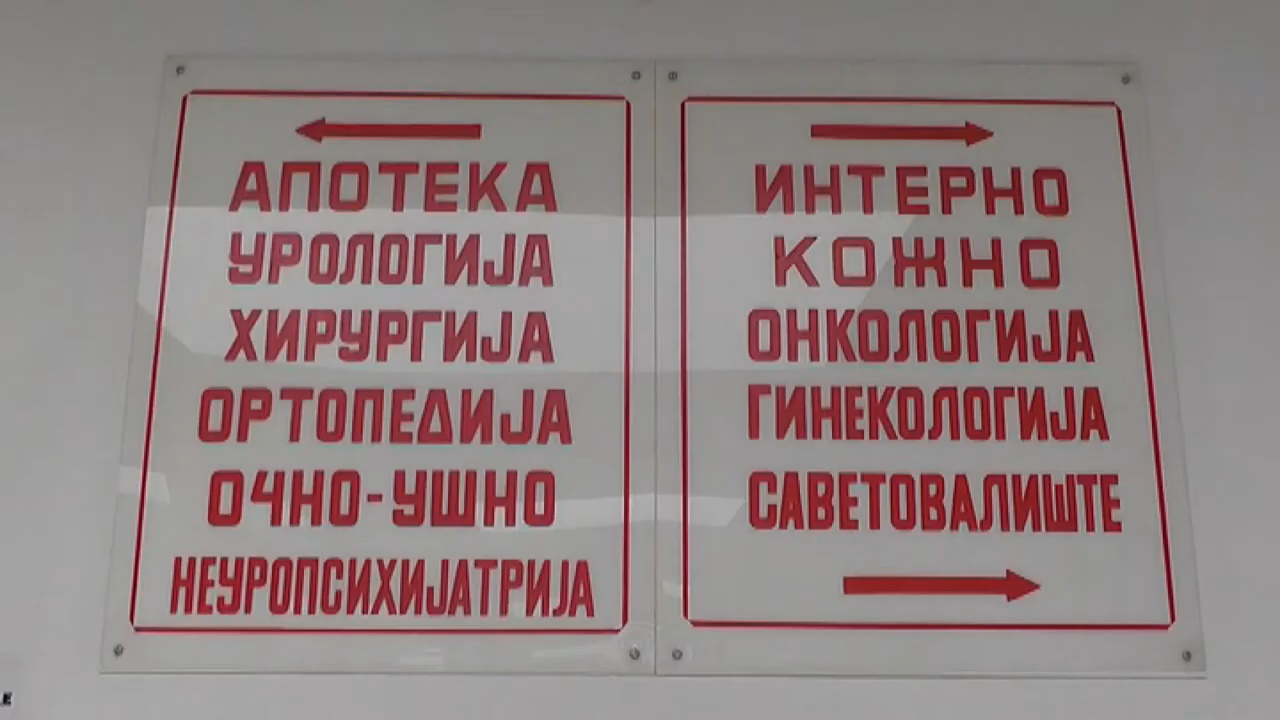 АПОТЕКА
УРОЛОГИЈА
ХИРУРГИЈА
ОРТОПЕДИЈА
ОЧНО-УШНО
НЕУРОПСИХИЈАТРИЈА
ИНТЕРНО
КОЖНО
ОНКОЛОГИЈА
ГИНЕКОЛОГИЈА
САВЕТОВАЛИШТЕ